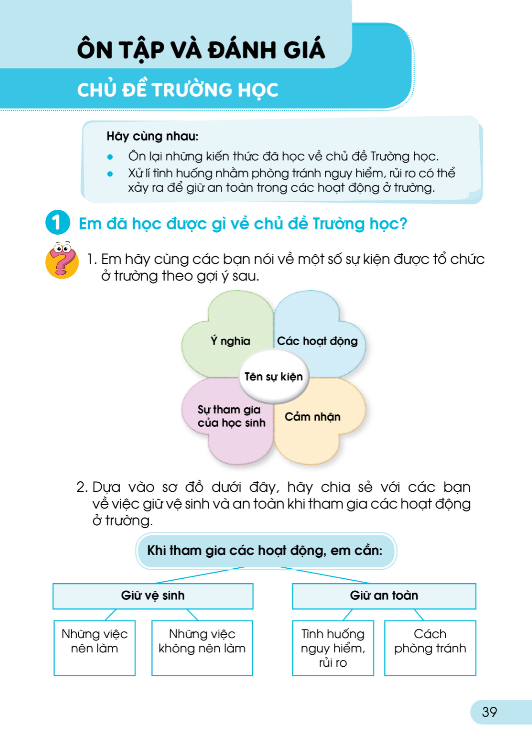 ÔN TẬP VÀ ĐÁNH GIÁ
CHỦ ĐỀ TRƯỜNG HỌC
Hãy cùng nhau:
● Ôn lại những kiến thức đã học về chủ đề Trường học.
● Xử lí tình huống nhằm phòng tránh nguy hiểm, rủi ro có thể
xảy ra để giữ an toàn trong các hoạt động ở trường.
1 Em đã học được gì về chủ đề Trường học?
1. Em hãy cùng các bạn nói về một số sự kiện được tổ chức
ở trường theo gợi ý sau.
Ý nghĩa
Các hoạt động
Tên sự kiện
Sự tham gia
của học sinh
Cảm nhận
2. Dựa vào sơ đồ dưới đây, hãy chia sẻ với các bạn
về việc giữ vệ sinh và an toàn khi tham gia các hoạt động
ở trường.
Khi tham gia các hoạt động, em cần:
Giữ vệ sinh
Giữ an toàn
Những việc
nên làm
Những việc
không nên làm
Tình huống
nguy hiểm,
rủi ro
Cách
phòng tránh
39